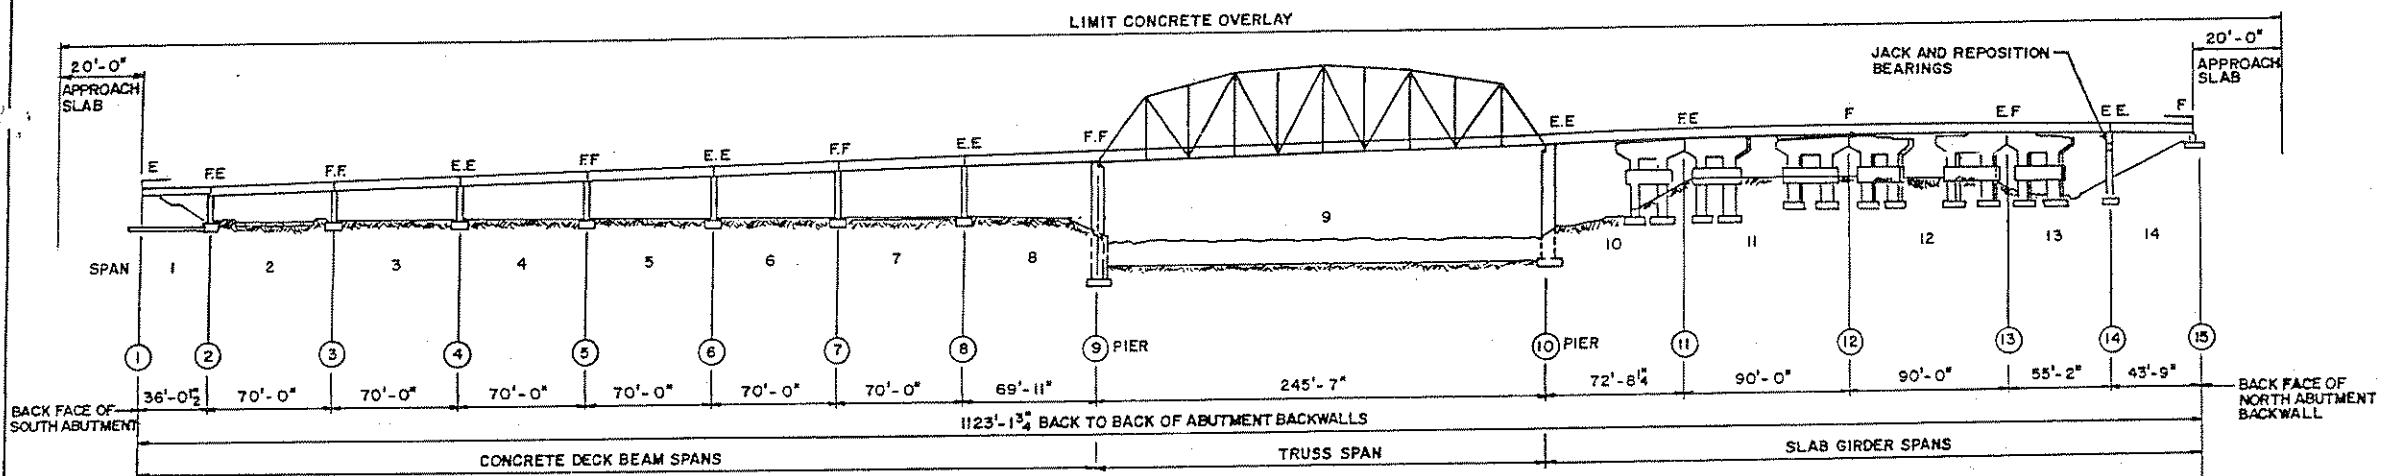 LIMIT CONCRETE OVERLAY
20'-0"
APPROACH
SLAB
JACK AND REPOSITION
BEARINGS
20'-0"
APPROACH
SLAB
E
F.E
F.F.
E.E
F.F
E.E
F.F
E.E
F.F
E.E
F.E
F
E.F
E.E.
F
SPAN
1
2
3
4
5
6
7
8
9
10
11
12
13
14
1
2
3
4
5
6
7
8
9 PIER
10 PIER
11
12
13
14
15
36'-0½"
70'-0"
70'-0"
70'-0"
70'-0"
70'-0"
70'-0"
69'-11"
245'-7"
72'-8¼"
90'-0"
90'-0"
55'-2"
43'-9"
BACK FACE OF
SOUTH ABUTMENT
BACK FACE OF
NORTH ABUTMENT
BACKWALL
1123'-1¾" BACK TO BACK OF ABUTMENT BACKWALLS
CONCRETE DECK BEAM SPANS
TRUSS SPAN
SLAB GIRDER SPANS